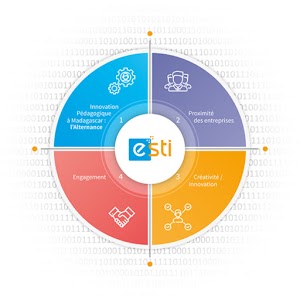 Innovation
Pédagogique
à Madagascar :
l'Alternance
1
2
Proximité
des entreprises
esti
Engagement
4
3
Créativité /
Innovation